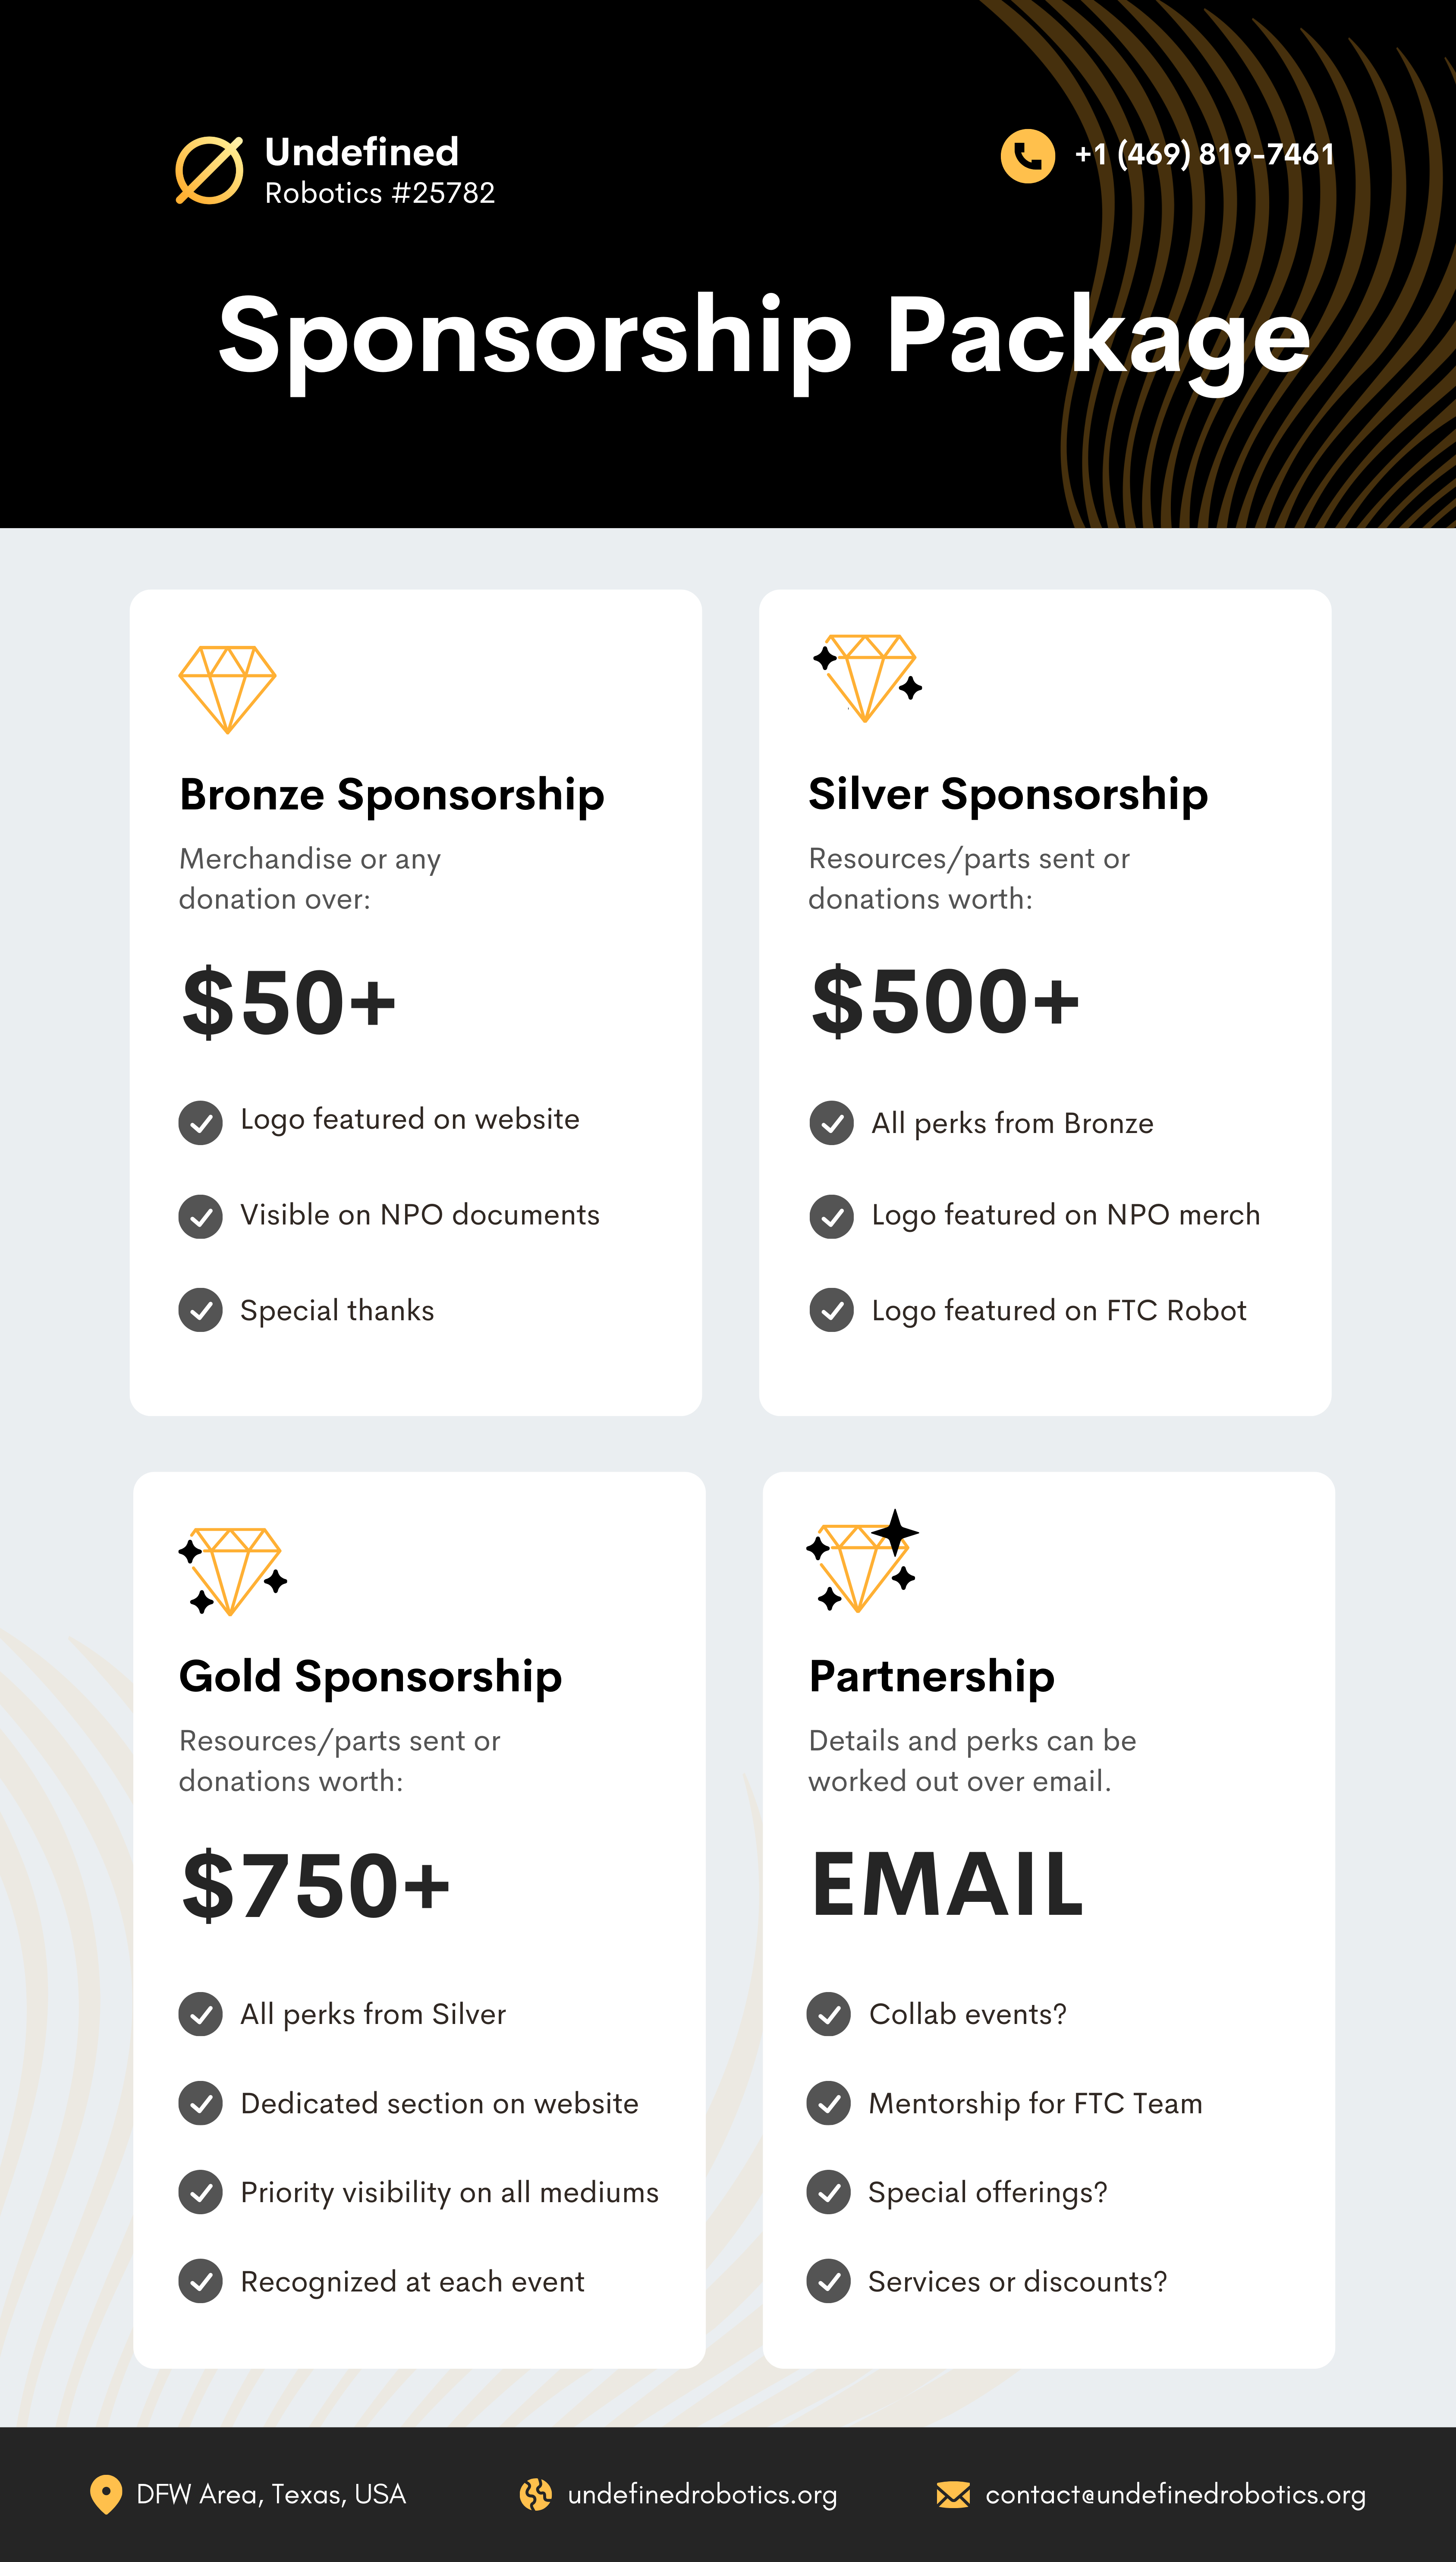 Undefined
Robotics #25782
+1 (469) 819-7461
Sponsorship Package
Bronze Sponsorship
Merchandise or any
donation over:
$50+
Logo featured on website
Visible on NPO documents
Special thanks
Silver Sponsorship
Resources/parts sent or
donations worth:
$500+
All perks from Bronze
Logo featured on NPO merch
Logo featured on FTC Robot
Gold Sponsorship
Resources/parts sent or
donations worth:
$750+
All perks from Silver
Dedicated section on website
Priority visibility on all mediums
Recognized at each event
Partnership
Details and perks can be
worked out over email.
EMAIL
Collab events?
Mentorship for FTC Team
Special offerings?
Services or discounts?
DFW Area, Texas, USA
undefinedrobotics.org
contact@undefinedrobotics.org